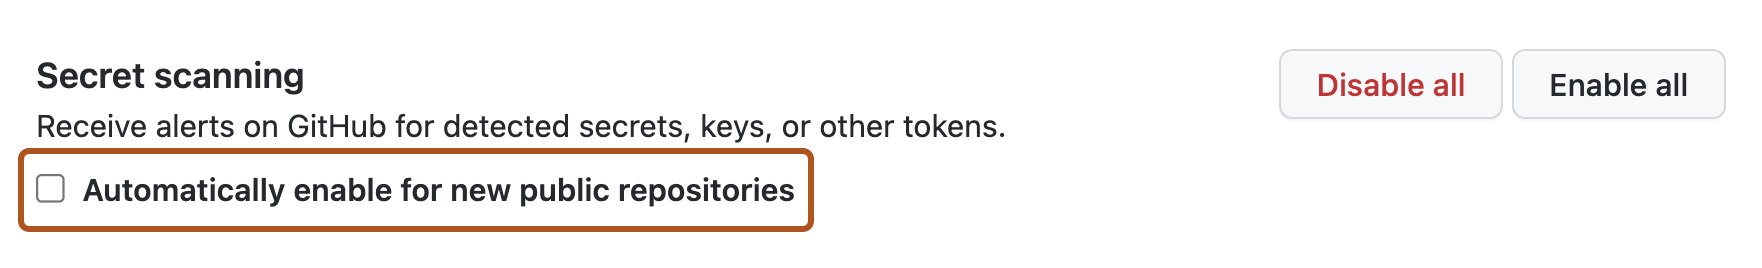 Secret scanning
Disable all
Enable all
Receive alerts on GitHub for detected secrets, keys, or other tokens.
Automatically enable for new public repositories